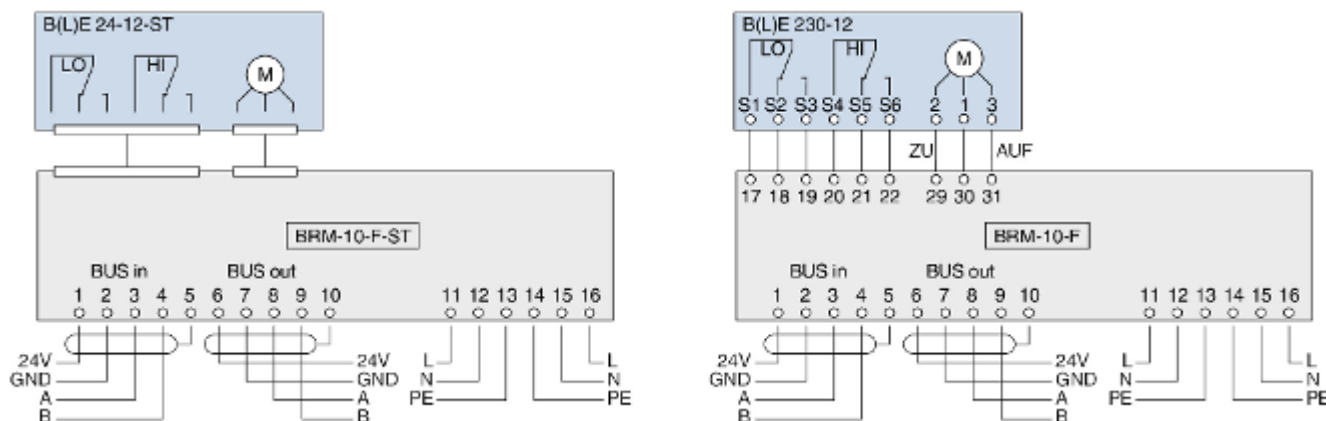 B(L)E 24-12-ST
LO HI M
BRM-10-F-ST
BUS in BUS out
1 2 3 4 5 6 7 8 9 10 11 12 13 14 15 16
24V 24V L L
GND GND N N
A A PE PE
B B
B(L)E 230-12
LO HI M
S1 S2 S3 S4 S5 S6 2 1 3
ZU AUF
17 18 19 20 21 22 29 30 31
BRM-10-F
BUS in BUS out
1 2 3 4 5 6 7 8 9 10 11 12 13 14 15 16
24V 24V L L
GND GND N N
A A PE PE
B B